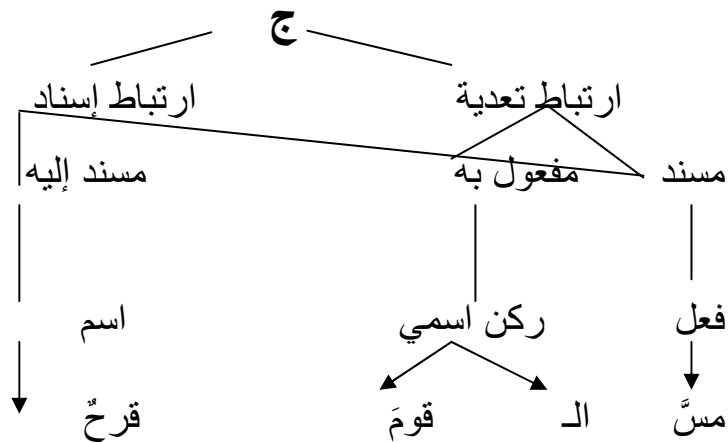 ج
ارتباط تعدية ارتباط إسناد
مسند مفعول به مسند إليه
فعل ركن اسمي اسم
مسَّ الـ قومَ قرحٌ